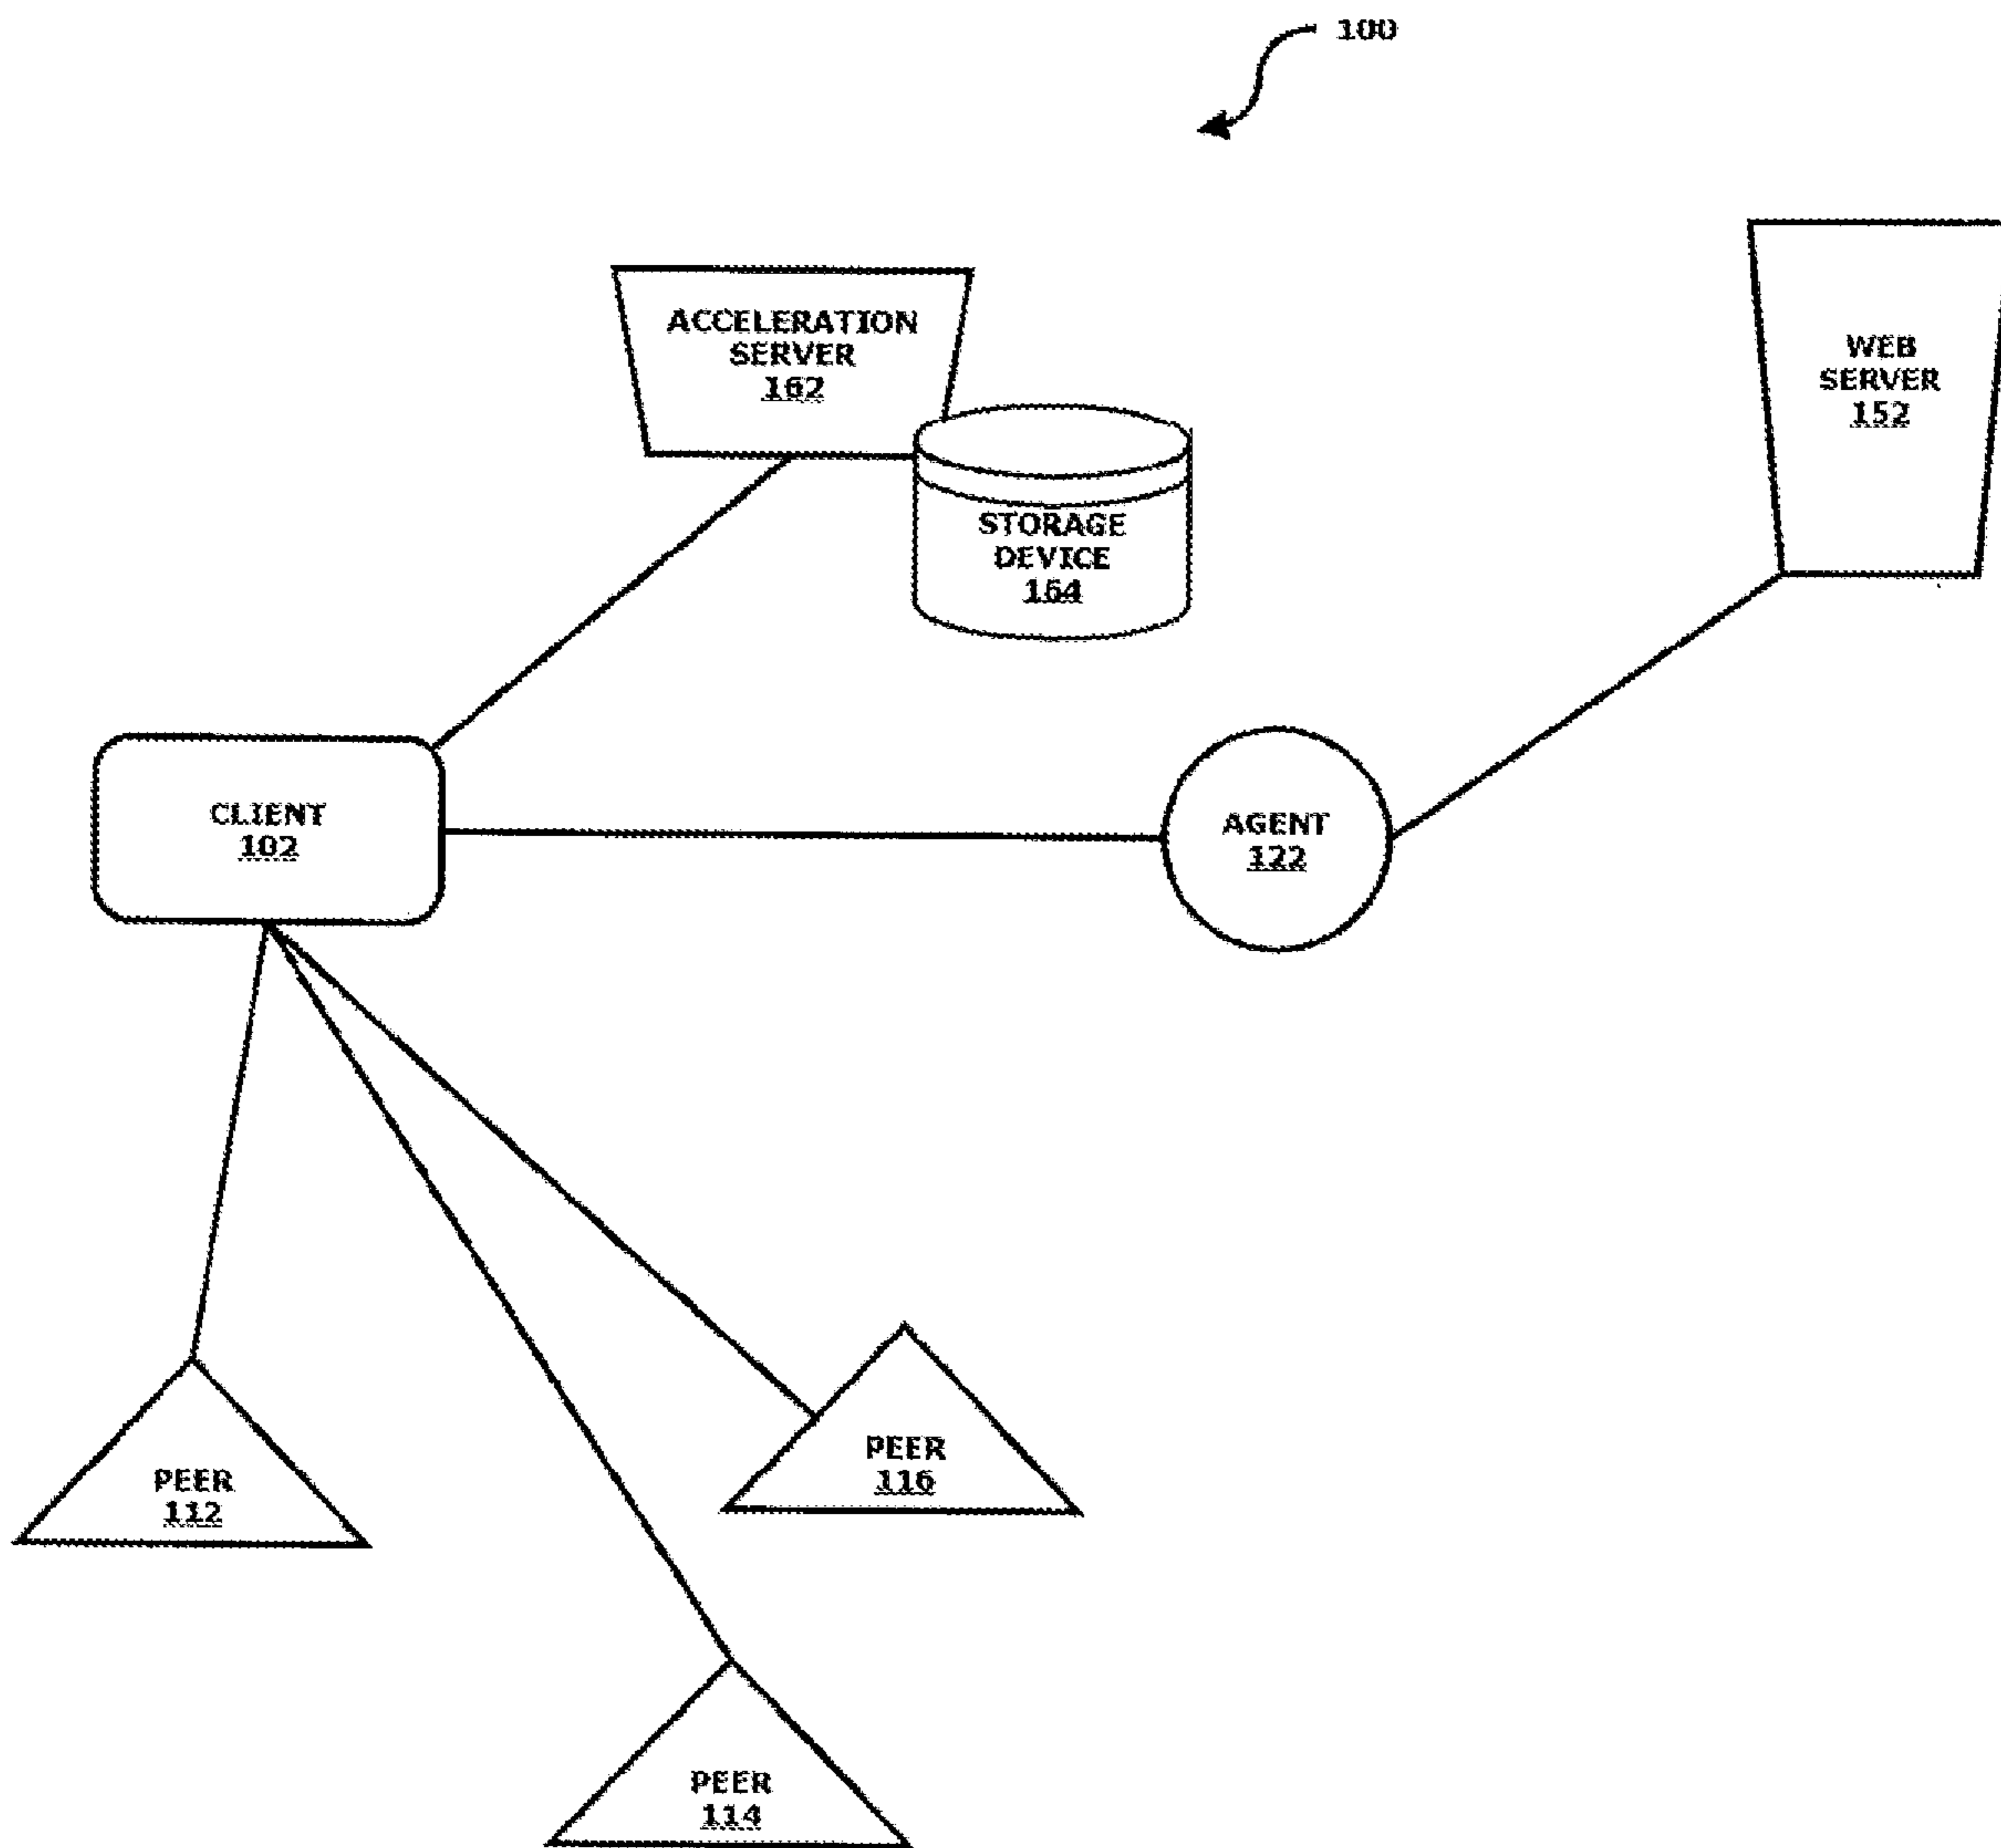 100
ACCELERATION
SERVER
162
WEB
SERVER
152
STORAGE
DEVICE
164
CLIENT
102
AGENT
122
PEER
116
PEER
112
PEER
114